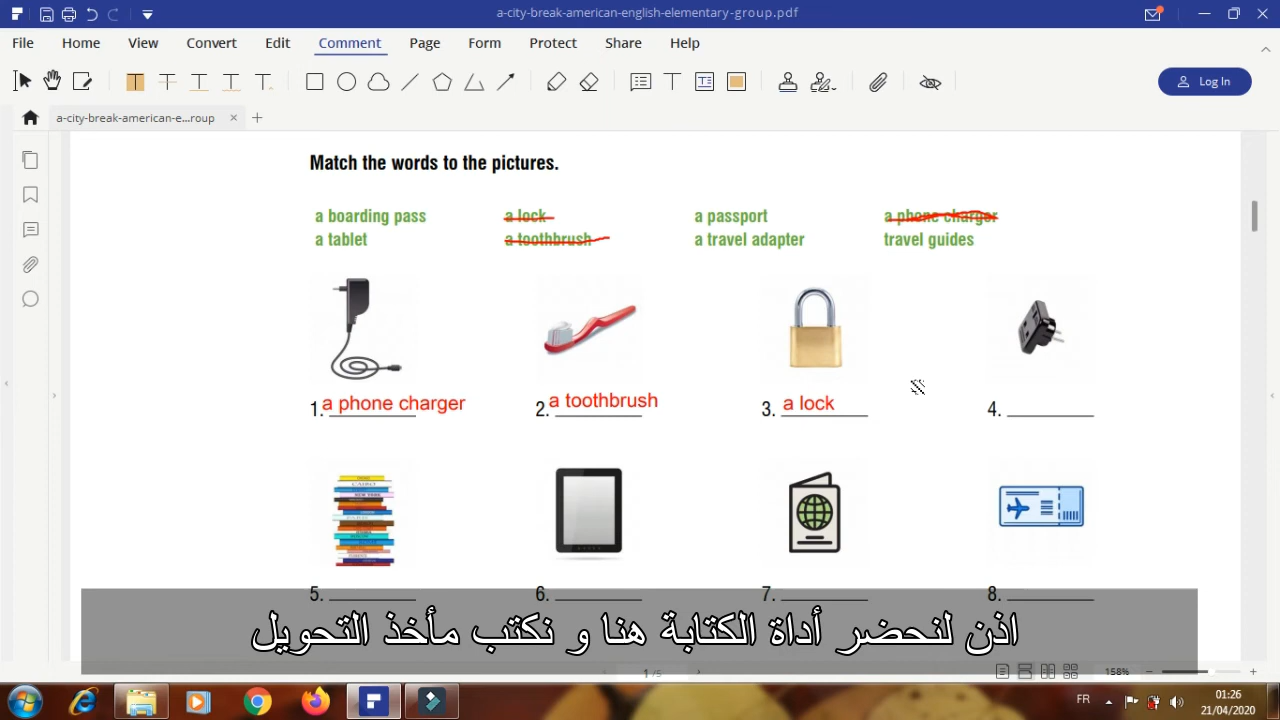 a-city-break-american-english-elementary-group.pdf
File Home View Convert Edit Comment Page Form Protect Share Help
Log In
a-city-break-american-e...roup
Match the words to the pictures.
a boarding pass a lock a passport a phone charger
a tablet a toothbrush a travel adapter travel guides
1. a phone charger 2. a toothbrush 3. a lock 4.
5. 6. 7. 8.
اذن لنحضر أداة الكتابة هنا و نكتب مأخذ التحويل
1 /5 158%
FR 01:26
21/04/2020